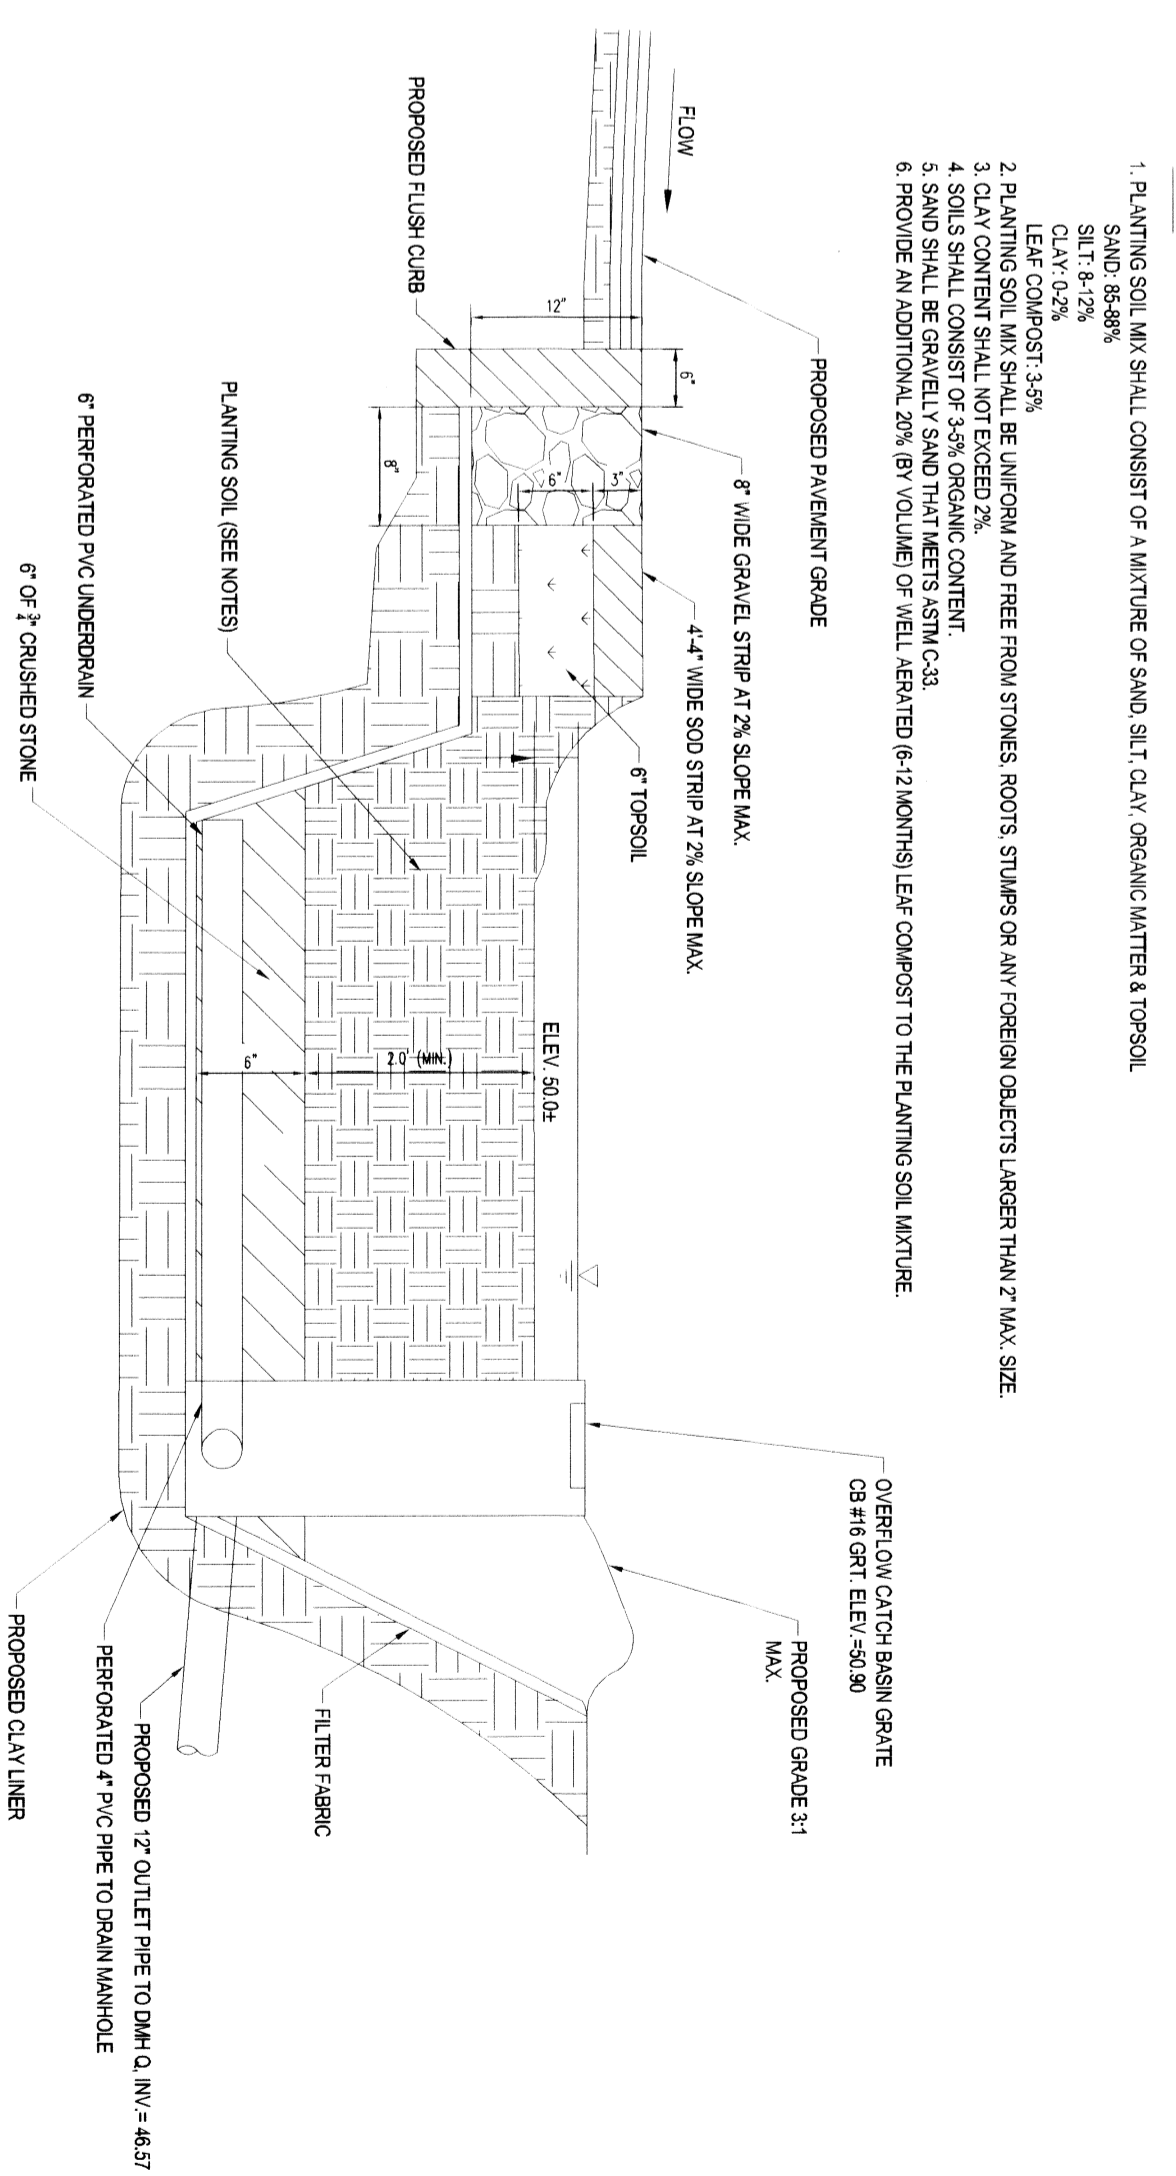 1. PLANTING SOIL MIX SHALL CONSIST OF A MIXTURE OF SAND, SILT, CLAY, ORGANIC MATTER & TOPSOIL
SAND: 85-88%
SILT: 8-12%
CLAY: 0-2%
LEAF COMPOST: 3-5%
2. PLANTING SOIL MIX SHALL BE UNIFORM AND FREE FROM STONES, ROOTS, STUMPS OR ANY FOREIGN OBJECTS LARGER THAN 2" MAX. SIZE.
3. CLAY CONTENT SHALL NOT EXCEED 2%.
4. SOILS SHALL CONSIST OF 3-5% ORGANIC CONTENT.
5. SAND SHALL BE GRAVELLY SAND THAT MEETS ASTM C-33.
6. PROVIDE AN ADDITIONAL 20% (BY VOLUME) OF WELL AERATED (6-12 MONTHS) LEAF COMPOST TO THE PLANTING SOIL MIXTURE.
OVERFLOW CATCH BASIN GRATE
CB #16 GRT. ELEV.=50.90
PROPOSED PAVEMENT GRADE
8" WIDE GRAVEL STRIP AT 2% SLOPE MAX.
4'-4" WIDE SOD STRIP AT 2% SLOPE MAX.
6" TOPSOIL
PROPOSED GRADE 3:1
MAX.
FLOW
6"
12"
3"
6"
8"
ELEV. 50.0±
2.0' (MIN.)
6"
PROPOSED FLUSH CURB
PLANTING SOIL (SEE NOTES)
6" PERFORATED PVC UNDERDRAIN
6" OF 3/4" CRUSHED STONE
FILTER FABRIC
PROPOSED 12" OUTLET PIPE TO DMH Q, INV.= 46.57
PERFORATED 4" PVC PIPE TO DRAIN MANHOLE
PROPOSED CLAY LINER